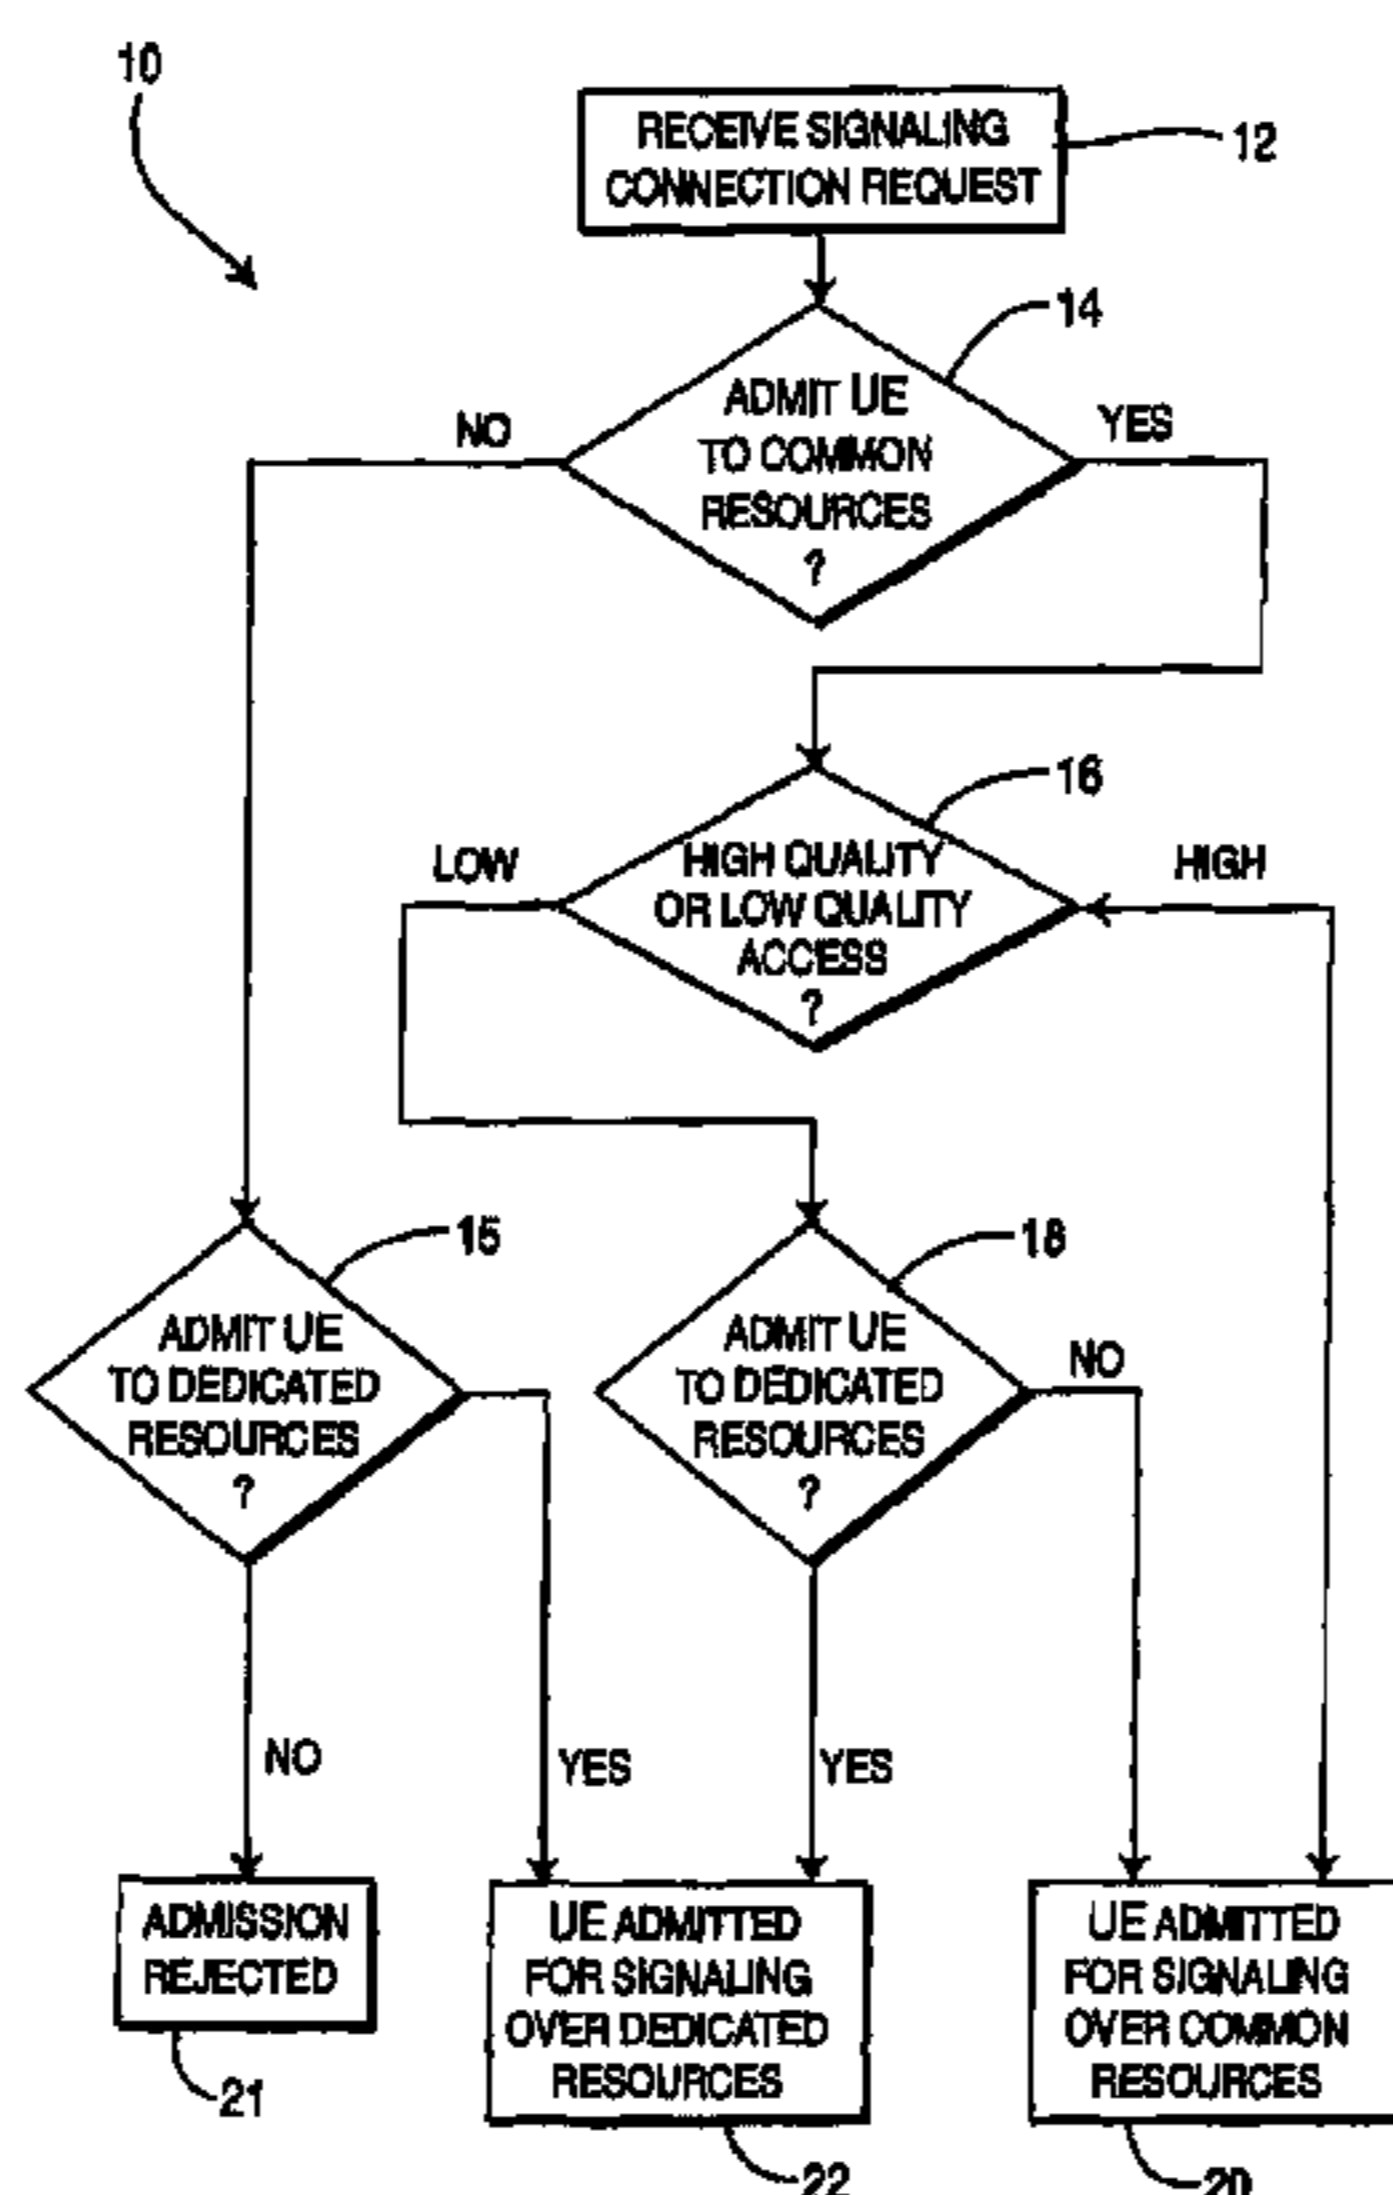 10
RECEIVE SIGNALING
CONNECTION REQUEST
12
14
ADMIT UE
TO COMMON
RESOURCES
?
NO
YES
16
HIGH QUALITY
OR LOW QUALITY
ACCESS
?
LOW
HIGH
15
ADMIT UE
TO DEDICATED
RESOURCES
?
18
ADMIT UE
TO DEDICATED
RESOURCES
?
NO
NO
YES
YES
ADMISSION
REJECTED
21
UE ADMITTED
FOR SIGNALING
OVER DEDICATED
RESOURCES
22
UE ADMITTED
FOR SIGNALING
OVER COMMON
RESOURCES
20